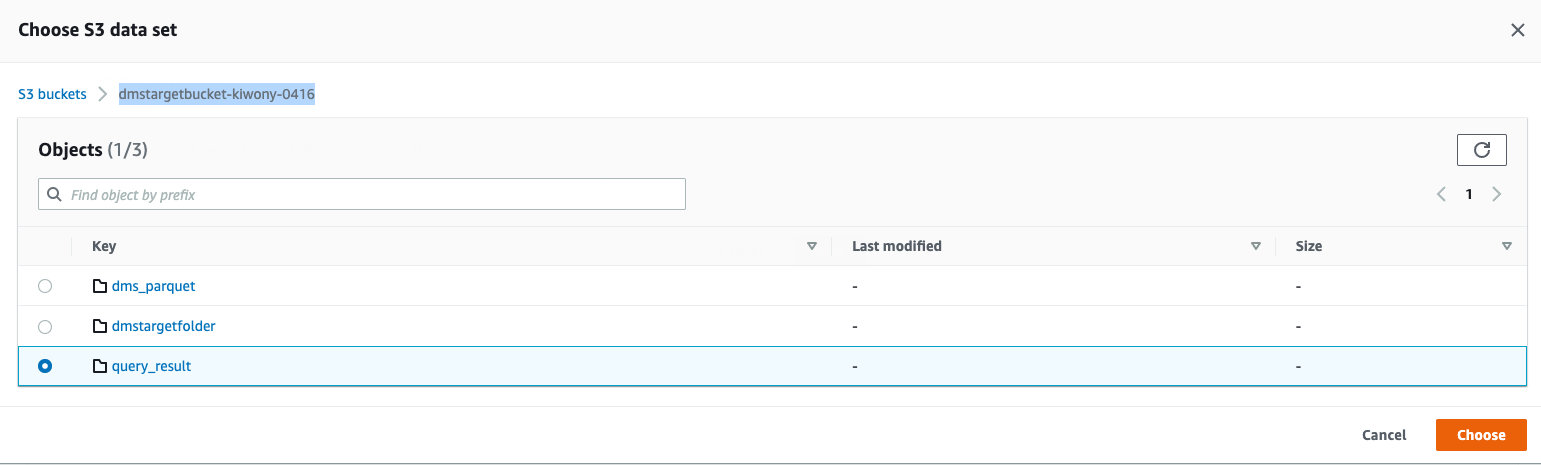 Choose S3 data set
S3 buckets dmstargetbucket-kiwony-0416
Objects (1/3)
Find object by prefix
1
Key Last modified Size
dms_parquet - -
dmstargetfolder - -
query_result - -
Cancel Choose